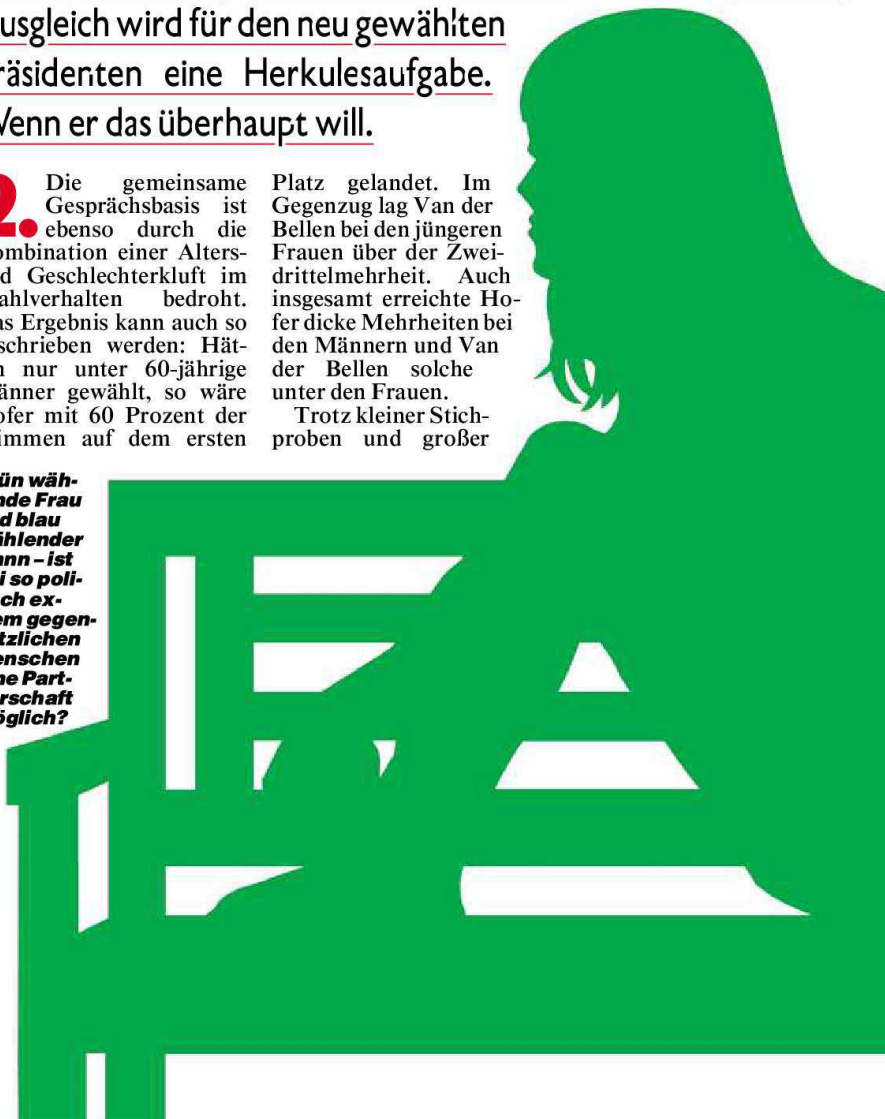 usgleich wird für den neu gewählten
räsidenten eine Herkulesaufgabe.
Wenn er das überhaupt will.
2. Die gemeinsame
Gesprächsbasis ist
ebenso durch die
ombination einer Alters-
d Geschlechterkluft im
ahlverhalten bedroht.
as Ergebnis kann auch so
schrieben werden: Hät-
n nur unter 60-jährige
änner gewählt, so wäre
ofer mit 60 Prozent der
immen auf dem ersten
Platz gelandet. Im
Gegenzug lag Van der
Bellen bei den jüngeren
Frauen über der Zwei-
drittelmehrheit. Auch
insgesamt erreichte Ho-
fer dicke Mehrheiten bei
den Männern und Van
der Bellen solche
unter den Frauen.
Trotz kleiner Stich-
proben und großer
ün wäh-
nde Frau
d blau
ählender
ann – ist
i so poli-
ch ex-
em gegen-
tzlichen
enschen
ne Part-
rschaft
öglich?